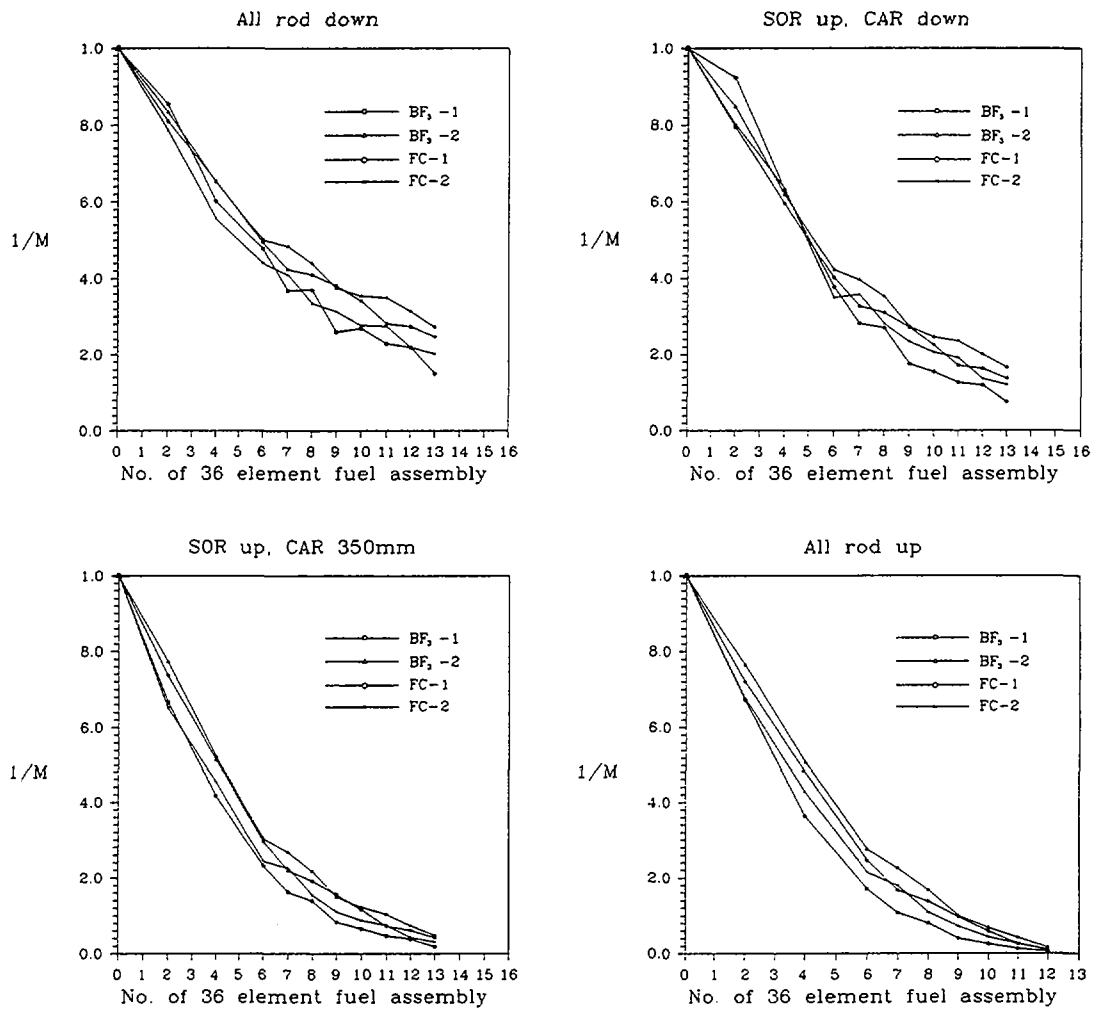 All rod down
1.0
8.0
6.0
4.0
2.0
0.0
1/M
BF₃ -1
BF₃ -2
FC-1
FC-2
0 1 2 3 4 5 6 7 8 9 10 11 12 13 14 15 16
No. of 36 element fuel assembly
SOR up, CAR down
1.0
8.0
6.0
4.0
2.0
0.0
1/M
BF₃ -1
BF₃ -2
FC-1
FC-2
0 1 2 3 4 5 6 7 8 9 10 11 12 13 14 15 16
No. of 36 element fuel assembly
SOR up, CAR 350mm
1.0
8.0
6.0
4.0
2.0
0.0
1/M
BF₃ -1
BF₃ -2
FC-1
FC-2
0 1 2 3 4 5 6 7 8 9 10 11 12 13 14 15 16
No. of 36 element fuel assembly
All rod up
1.0
8.0
6.0
4.0
2.0
0.0
1/M
BF₃ -1
BF₃ -2
FC-1
FC-2
0 1 2 3 4 5 6 7 8 9 10 11 12 13
No. of 36 element fuel assembly